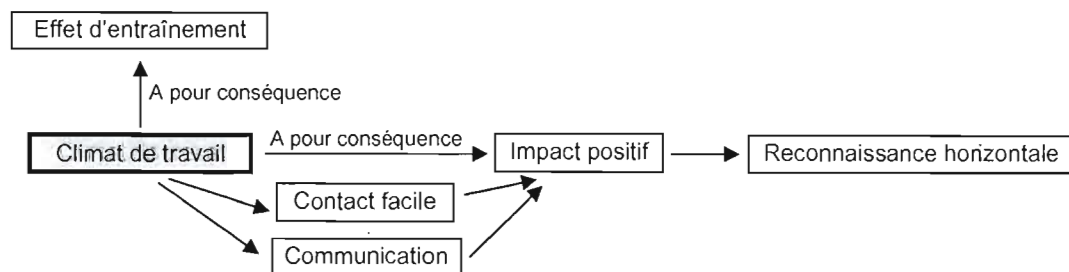 Effet d'entraînement
A pour conséquence
Climat de travail
A pour conséquence
Impact positif
Reconnaissance horizontale
Contact facile
Communication